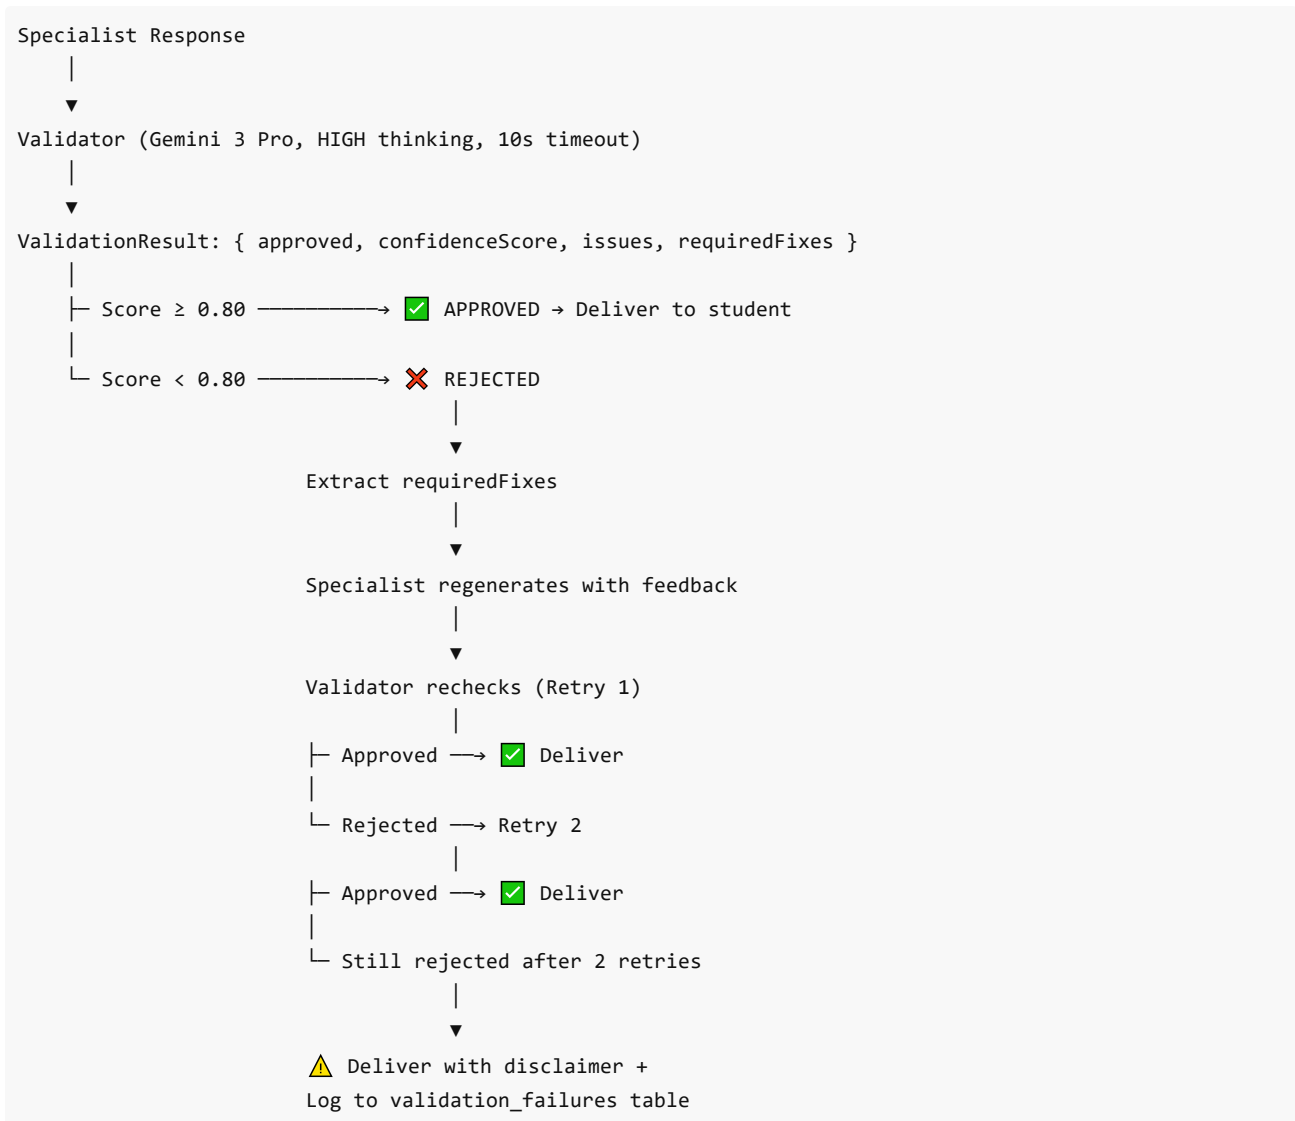 Specialist Response
│
▼
Validator (Gemini 3 Pro, HIGH thinking, 10s timeout)
│
▼
ValidationResult: { approved, confidenceScore, issues, requiredFixes }
│
├─ Score ≥ 0.80 ──────────→ ✅ APPROVED → Deliver to student
│
└─ Score < 0.80 ──────────→ ❌ REJECTED
│
▼
Extract requiredFixes
│
▼
Specialist regenerates with feedback
│
▼
Validator rechecks (Retry 1)
│
├─ Approved ──→ ✅ Deliver
│
└─ Rejected ──→ Retry 2
│
├─ Approved ──→ ✅ Deliver
│
└─ Still rejected after 2 retries
│
▼
⚠️ Deliver with disclaimer +
Log to validation_failures table